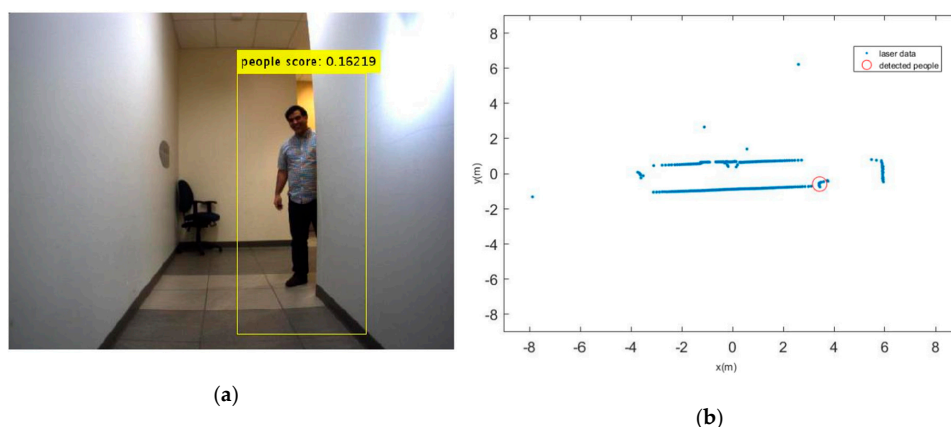 people score: 0.16219
(a)
8
6
4
2
0
-2
-4
-6
-8
y(m)
laser data
detected people
-8 -6 -4 -2 0 2 4 6 8
x(m)
(b)